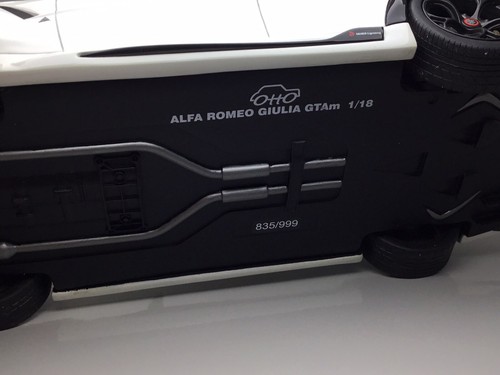 OttO
ALFA ROMEO GIULIA GTAm 1/18
835/999